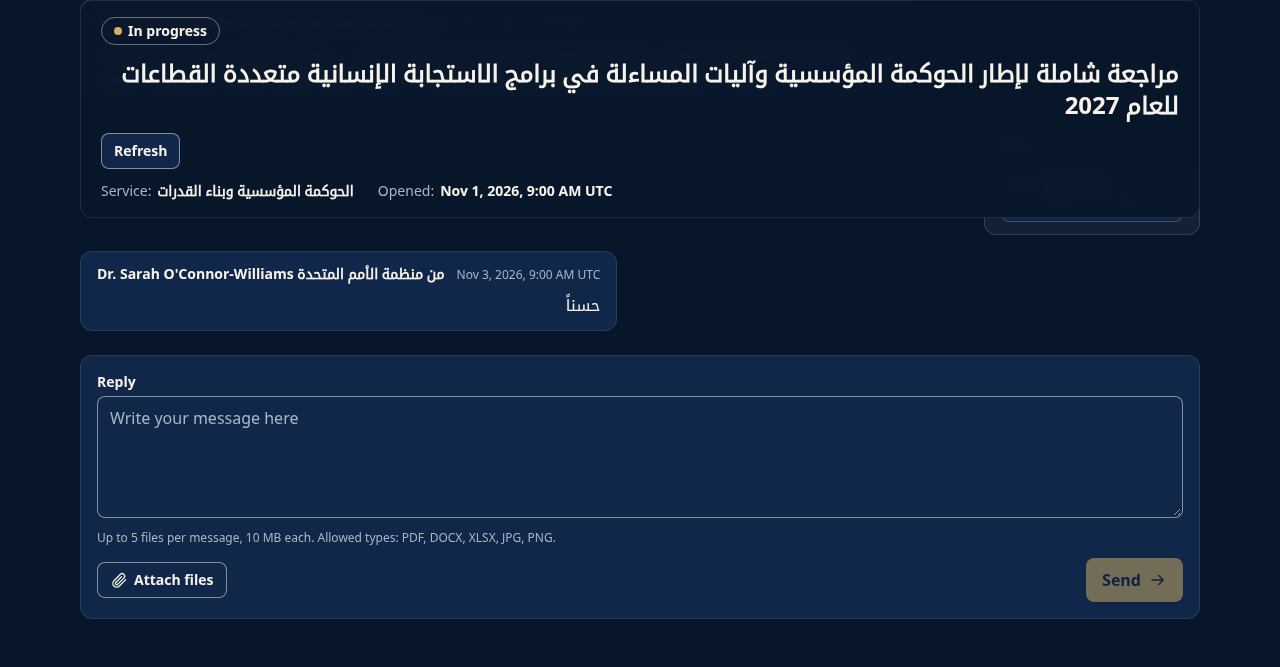 In progress
مراجعة شاملة لإطار الحوكمة المؤسسية وآليات المساءلة في برامج الاستجابة الإنسانية متعددة القطاعات
للعام 2027
Refresh
Service: الحوكمة المؤسسية وبناء القدرات Opened: Nov 1, 2026, 9:00 AM UTC
Dr. Sarah O'Connor-Williams من منظمة الأمم المتحدة Nov 3, 2026, 9:00 AM UTC
حسناً
Reply
Write your message here
Up to 5 files per message, 10 MB each. Allowed types: PDF, DOCX, XLSX, JPG, PNG.
Attach files
Send